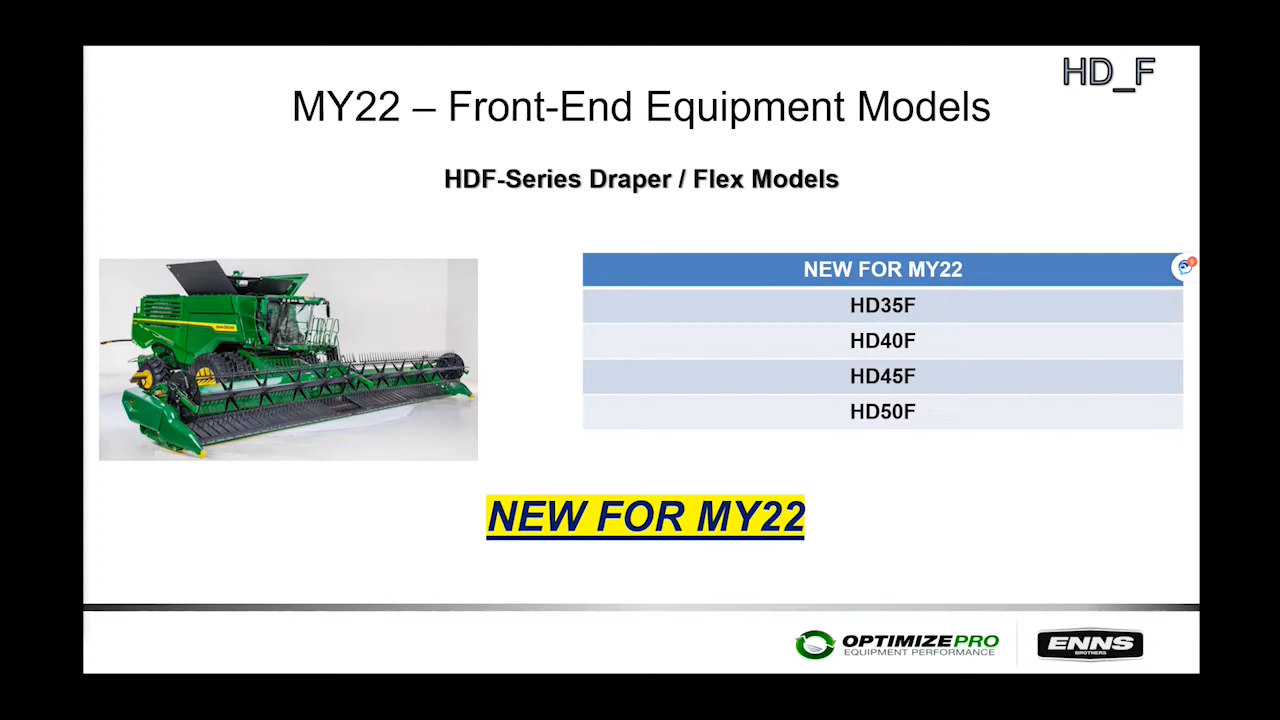 HD_F
MY22 – Front-End Equipment Models
HDF-Series Draper / Flex Models
NEW FOR MY22
HD35F
HD40F
HD45F
HD50F
NEW FOR MY22
OPTIMIZEPRO
EQUIPMENT PERFORMANCE
ENNS
BROTHERS